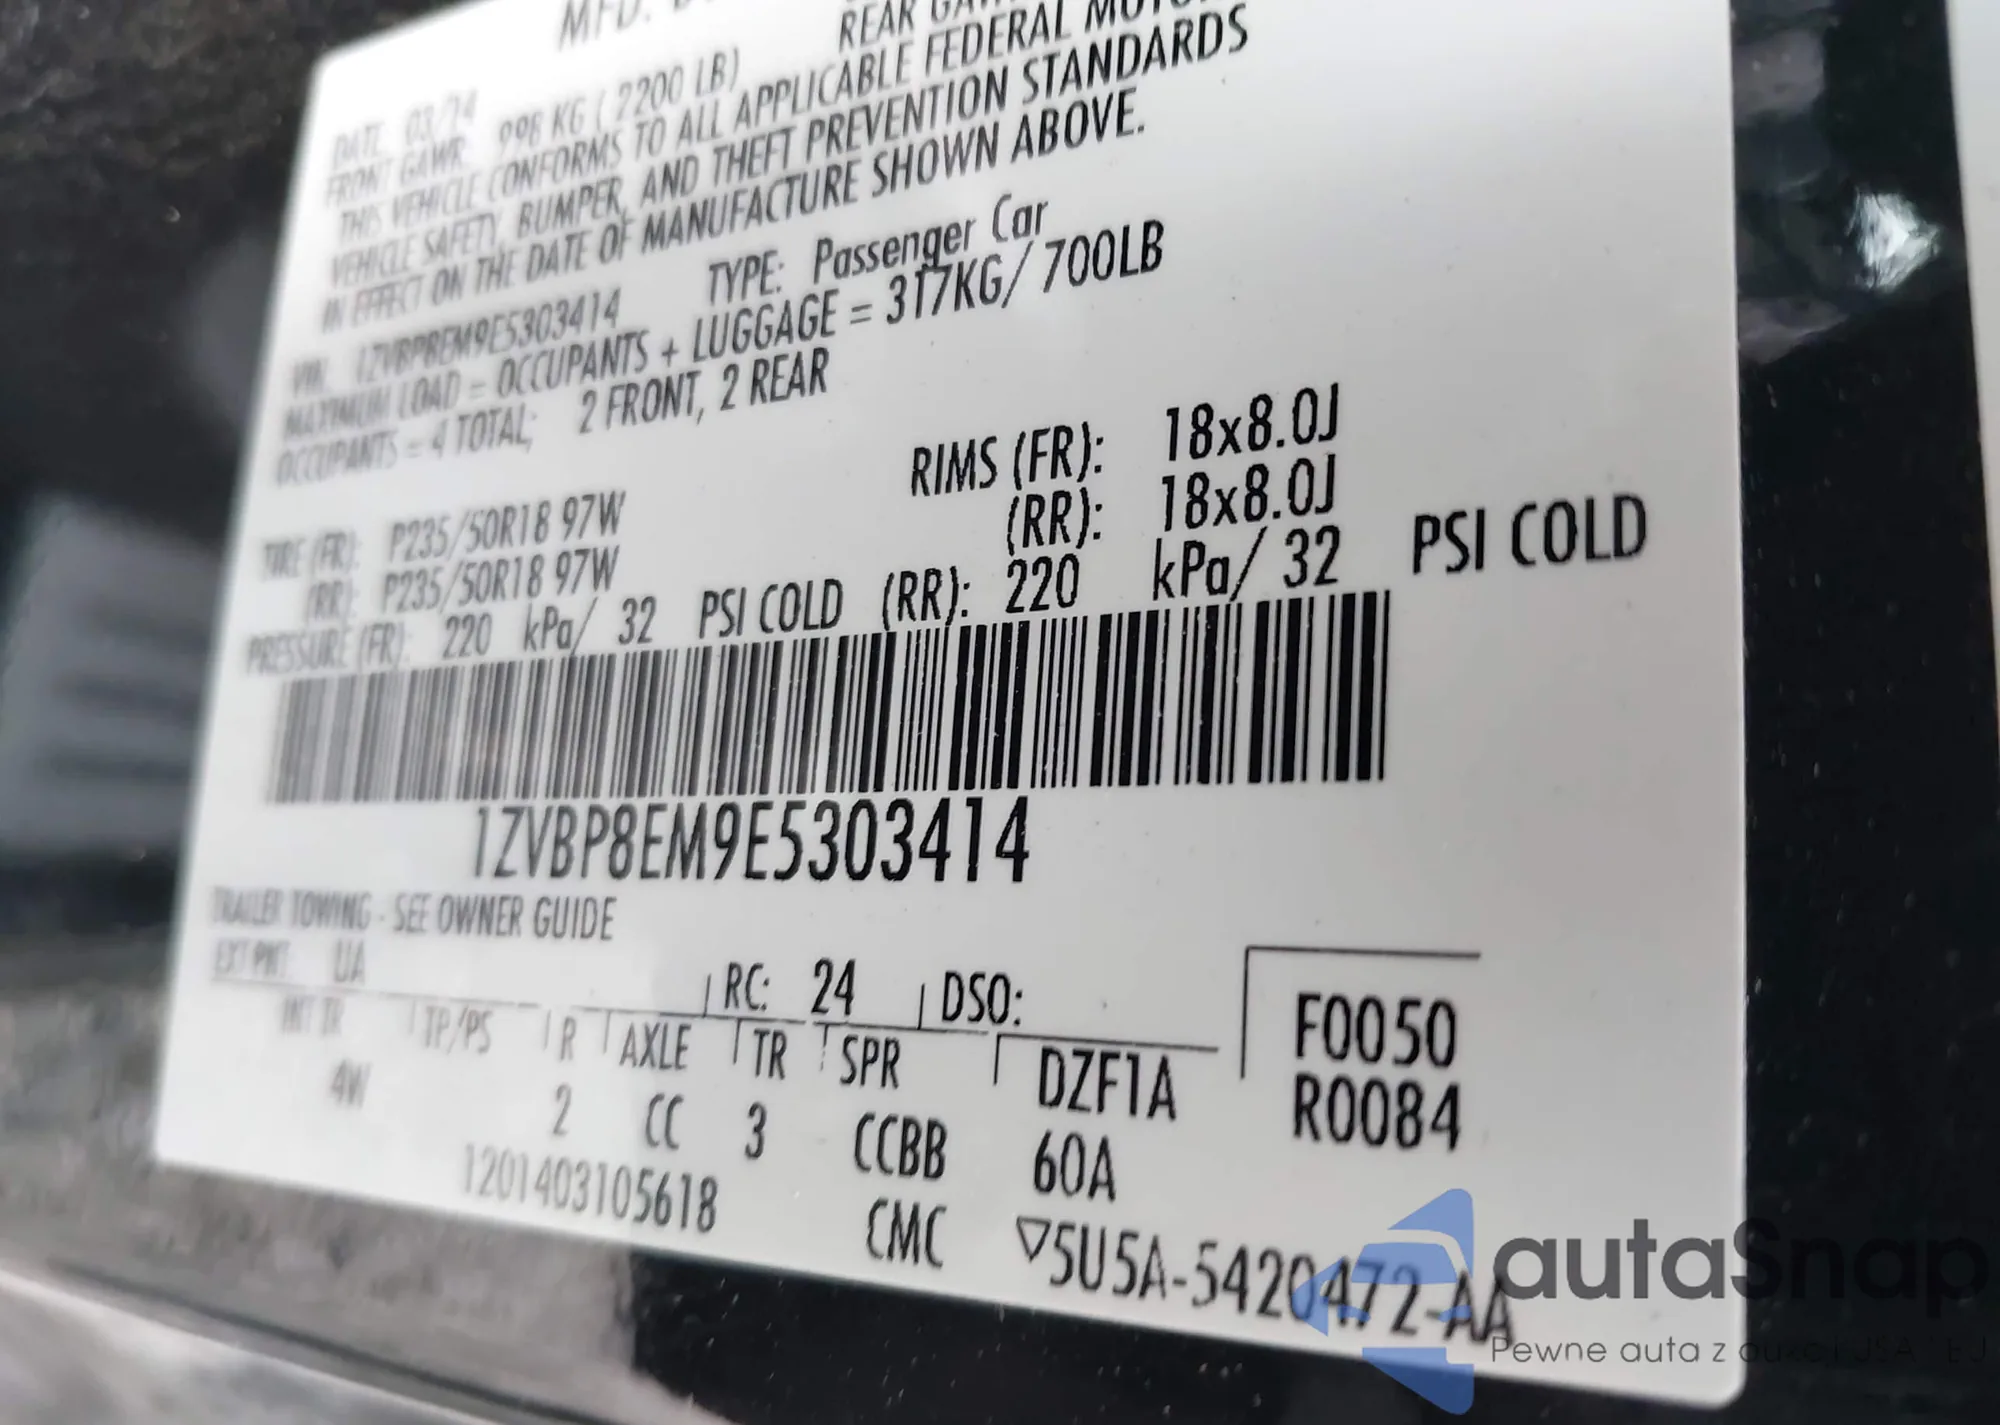 MFD.
REAR
DATE: 03/14
FRONT GAWR: 998 KG ( 2200 LB)
THIS VEHICLE CONFORMS TO ALL APPLICABLE FEDERAL
VEHICLE SAFETY, BUMPER, AND THEFT PREVENTION STANDARDS
IN EFFECT ON THE DATE OF MANUFACTURE SHOWN ABOVE.
VIN: 1ZVBP8EM9E5303414 TYPE: Passenger Car
MAXIMUM LOAD = OCCUPANTS + LUGGAGE = 317KG/ 700LB
OCCUPANTS = 4 TOTAL; 2 FRONT, 2 REAR
TIRE (FR): P235/50R18 97W RIMS (FR): 18x8.0J
(RR): P235/50R18 97W (RR): 18x8.0J
PRESSURE (FR): 220 kPa/ 32 PSI COLD (RR): 220 kPa/ 32 PSI COLD
1ZVBP8EM9E5303414
TRAILER TOWING - SEE OWNER GUIDE
EXT PNT: UA RC: 24 DSO: F0050
INT TR TP/PS R AXLE TR SPR DZF1A R0084
4W 2 CC 3 CCBB 60A
1201403105618 CMC ▽5U5A-5420472-AA
autaSnap
Pewne auta z